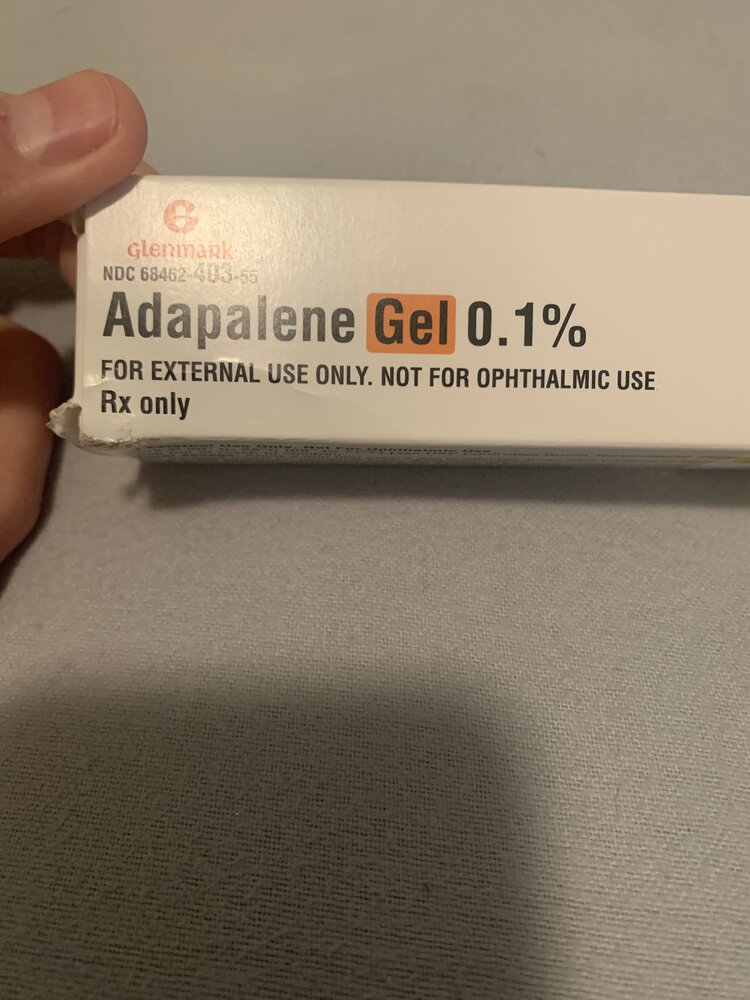 glenmark
NDC 68462-403-55
Adapalene Gel 0.1%
FOR EXTERNAL USE ONLY. NOT FOR OPHTHALMIC USE
Rx only